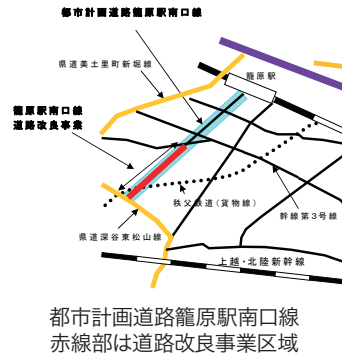 都市計画道路籠原駅南口線
県道美土里町新堀線
籠原駅
籠原駅南口線
道路改良事業
秩父鉄道(貨物線)
幹線第3号線
県道深谷東松山線
上越・北陸新幹線
都市計画道路籠原駅南口線
赤線部は道路改良事業区域